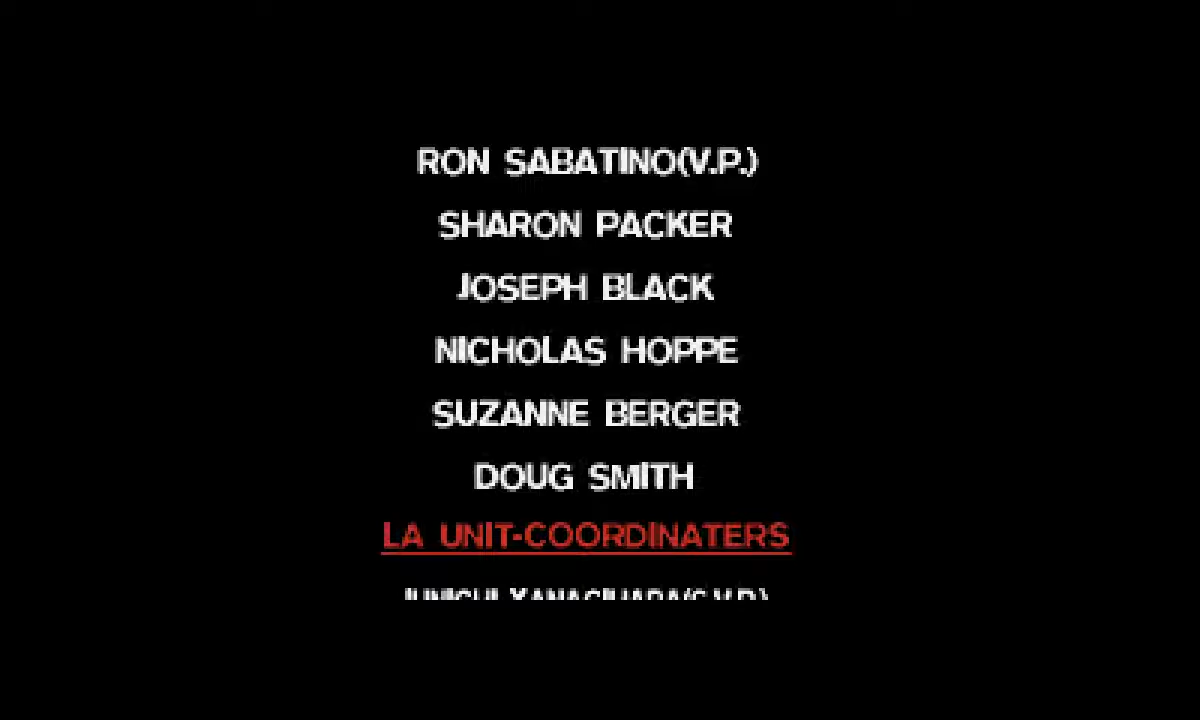 RON SABATINO(V.P.)
SHARON PACKER
JOSEPH BLACK
NICHOLAS HOPPE
SUZANNE BERGER
DOUG SMITH
LA UNIT-COORDINATERS